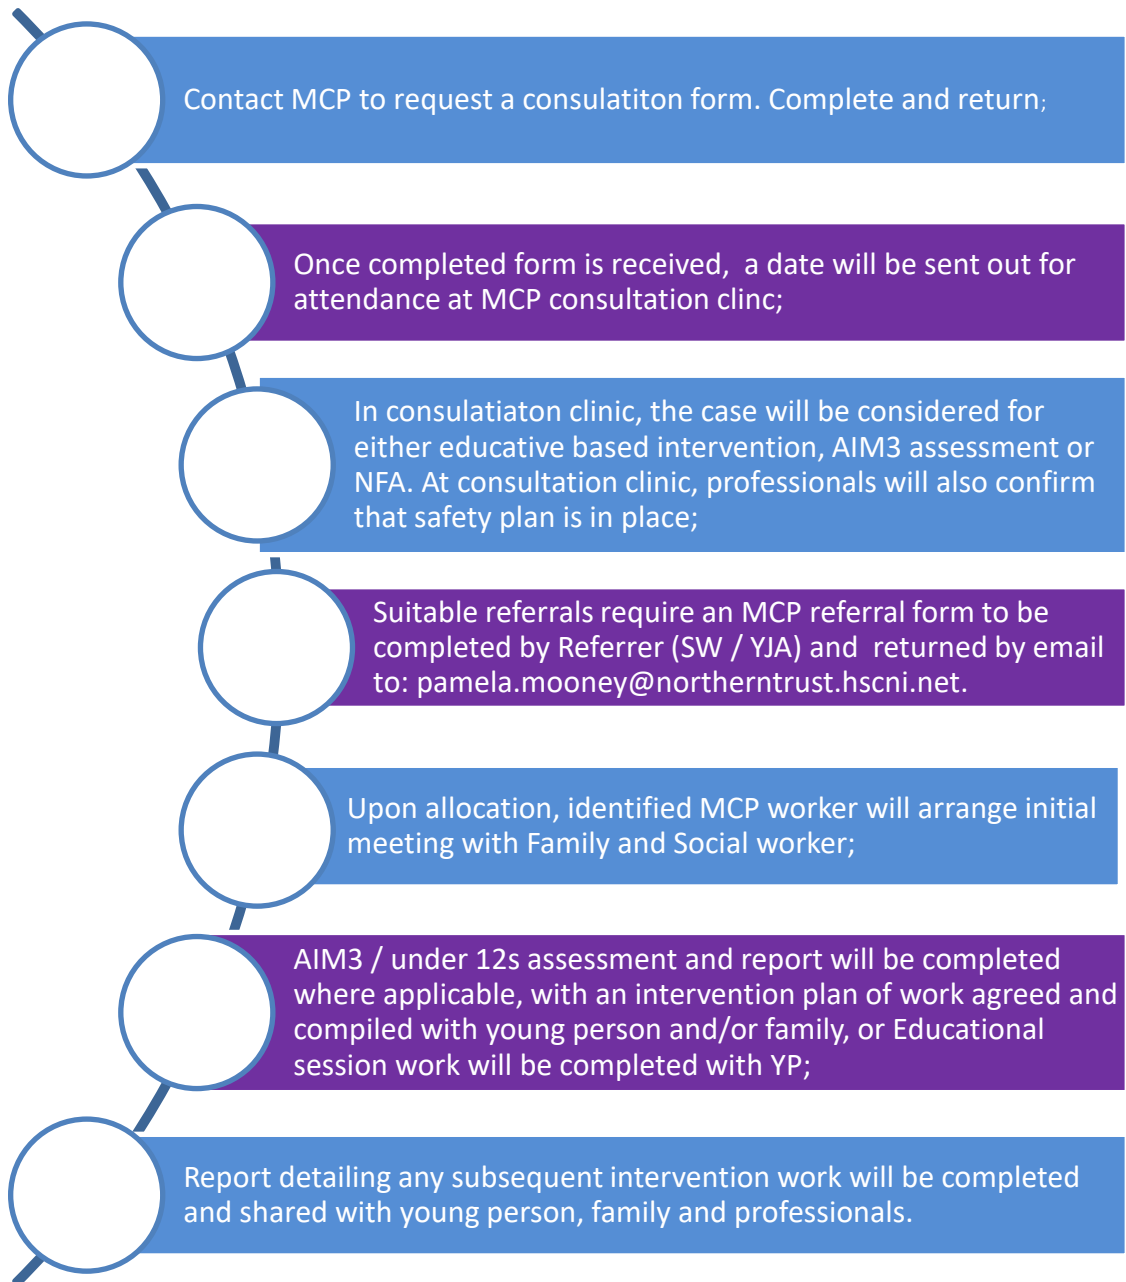 Contact MCP to request a consulatiton form. Complete and return;
Once completed form is received,  a date will be sent out for
attendance at MCP consultation clinc;
In consulatiaton clinic, the case will be considered for
either educative based intervention, AIM3 assessment or
NFA. At consultation clinic, professionals will also confirm
that safety plan is in place;
Suitable referrals require an MCP referral form to be
completed by Referrer (SW / YJA) and  returned by email
to: pamela.mooney@northerntrust.hscni.net.
Upon allocation, identified MCP worker will arrange initial
meeting with Family and Social worker;
AIM3 / under 12s assessment and report will be completed
where applicable, with an intervention plan of work agreed and
compiled with young person and/or family, or Educational
session work will be completed with YP;
Report detailing any subsequent intervention work will be completed
and shared with young person, family and professionals.